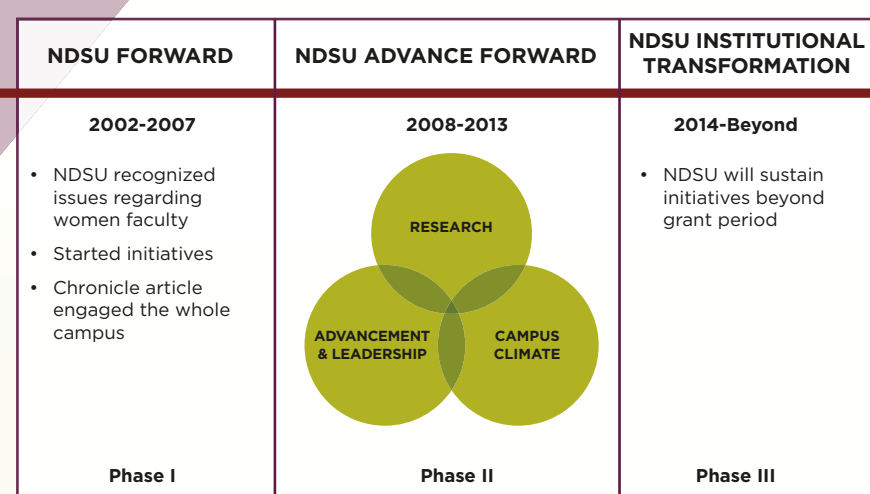 NDSU FORWARD
2002-2007
• NDSU recognized
issues regarding
women faculty
• Started initiatives
• Chronicle article
engaged the whole
campus
Phase I
NDSU ADVANCE FORWARD
2008-2013
RESEARCH
ADVANCEMENT
& LEADERSHIP
CAMPUS
CLIMATE
Phase II
NDSU INSTITUTIONAL
TRANSFORMATION
2014-Beyond
• NDSU will sustain
initiatives beyond
grant period
Phase III